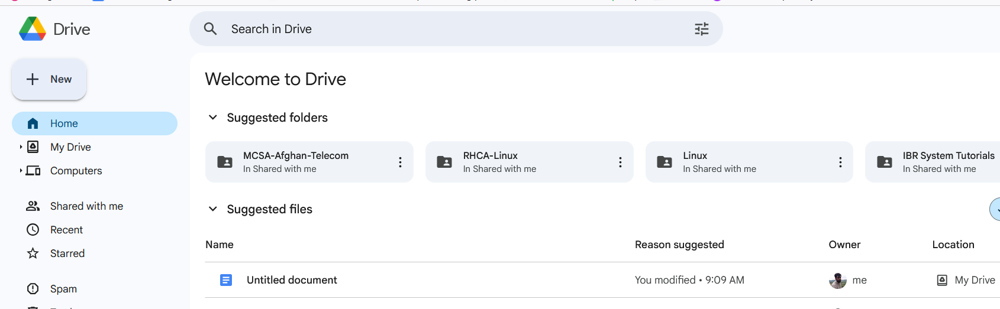 Drive
Search in Drive
New
Welcome to Drive
Home
My Drive
Computers
Shared with me
Recent
Starred
Spam
Suggested folders
MCSA-Afghan-Telecom
In Shared with me
RHCA-Linux
In Shared with me
Linux
In Shared with me
IBR System Tutorials
In Shared with me
Suggested files
Name Reason suggested Owner Location
Untitled document You modified • 9:09 AM me My Drive